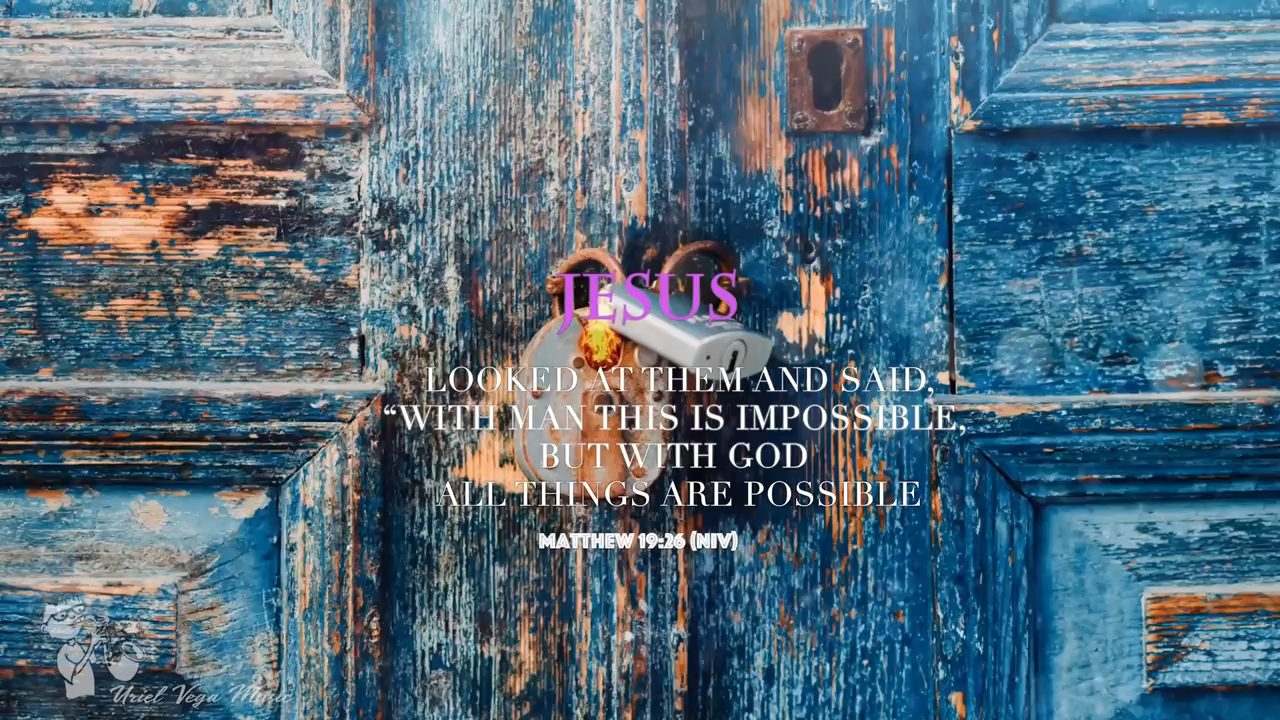 JESUS
LOOKED AT THEM AND SAID,
“WITH MAN THIS IS IMPOSSIBLE,
BUT WITH GOD
ALL THINGS ARE POSSIBLE
MATTHEW 19:26 (NIV)
Uriel Vega Music